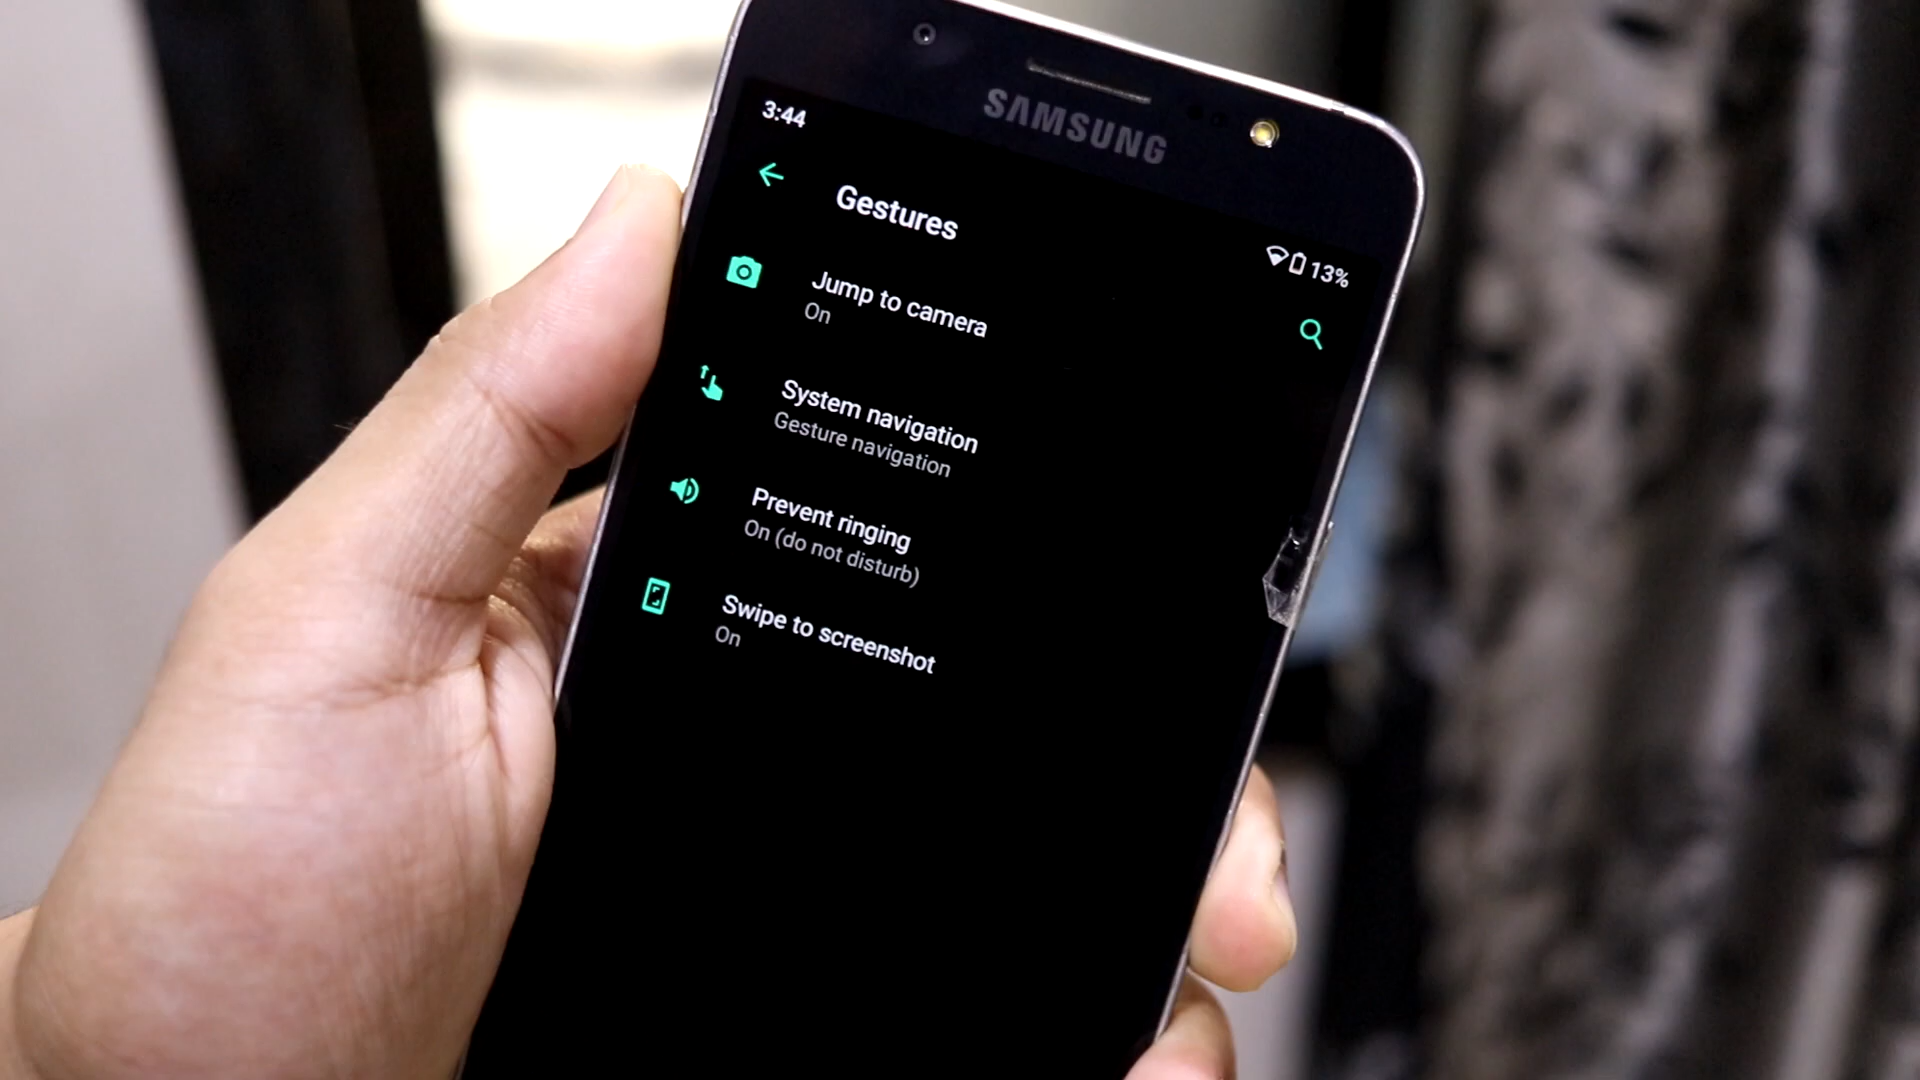 SAMSUNG
3:44
13%
Gestures
Jump to camera
On
System navigation
Gesture navigation
Prevent ringing
On (do not disturb)
Swipe to screenshot
On